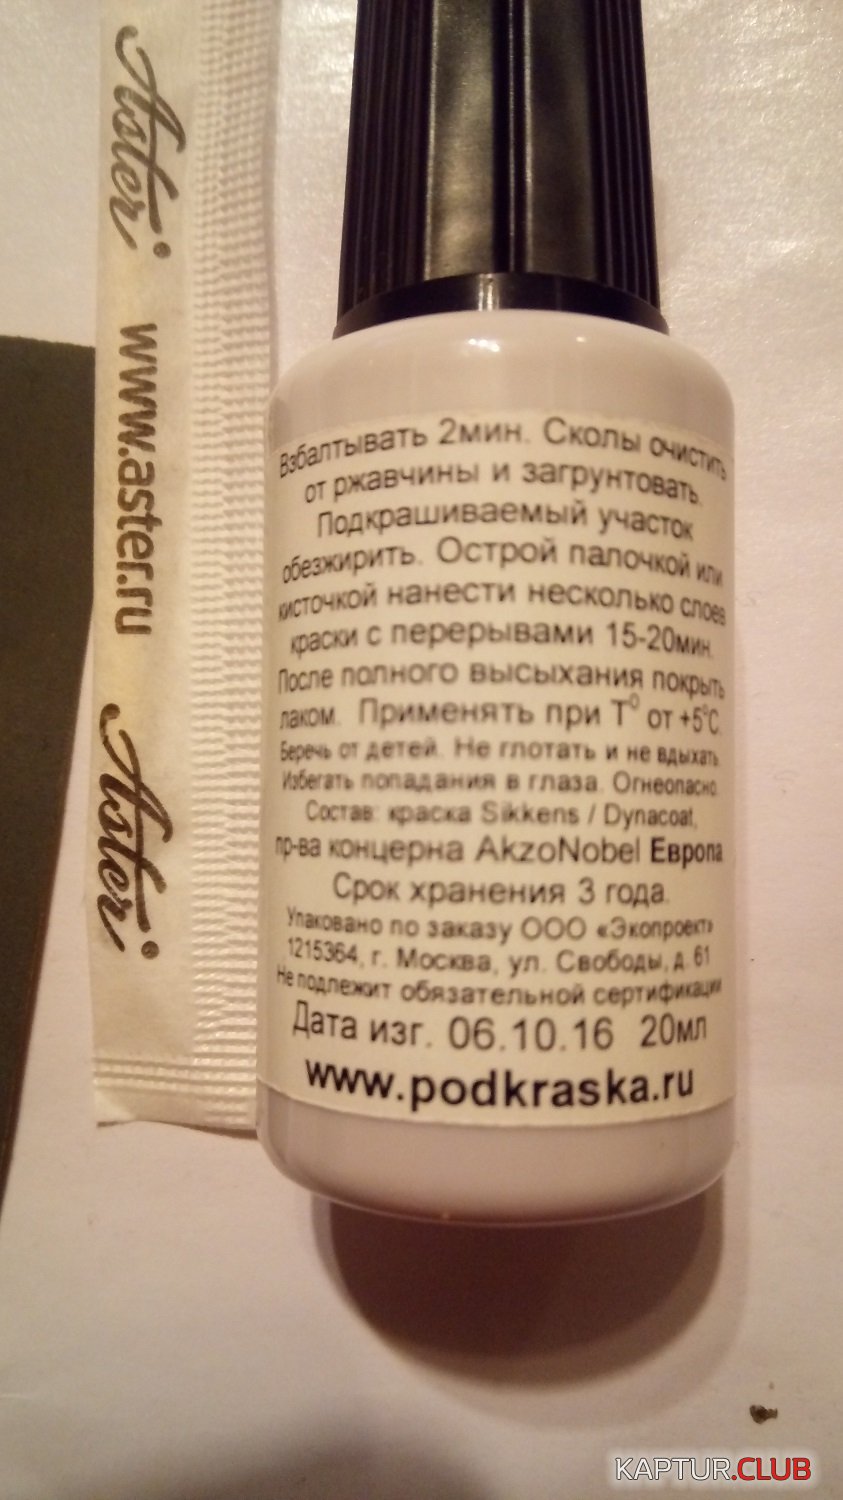 Aster®
www.aster.ru
Aster®
Взбалтывать 2мин. Сколы очистить
от ржавчины и загрунтовать.
Подкрашиваемый участок
обезжирить. Острой палочкой или
кисточкой нанести несколько слоев
краски с перерывами 15-20мин.
После полного высыхания покрыть
лаком. Применять при T⁰ от +5°C.
Беречь от детей. Не глотать и не вдыхать.
Избегать попадания в глаза. Огнеопасно.
Состав: краска Sikkens / Dynacoat,
пр-ва концерна AkzoNobel Европа
Срок хранения 3 года.
Упаковано по заказу ООО «Экопроект»
1215364, г. Москва, ул. Свободы, д. 61
Не подлежит обязательной сертификации
Дата изг. 06.10.16 20мл
www.podkraska.ru
KAPTUR.CLUB